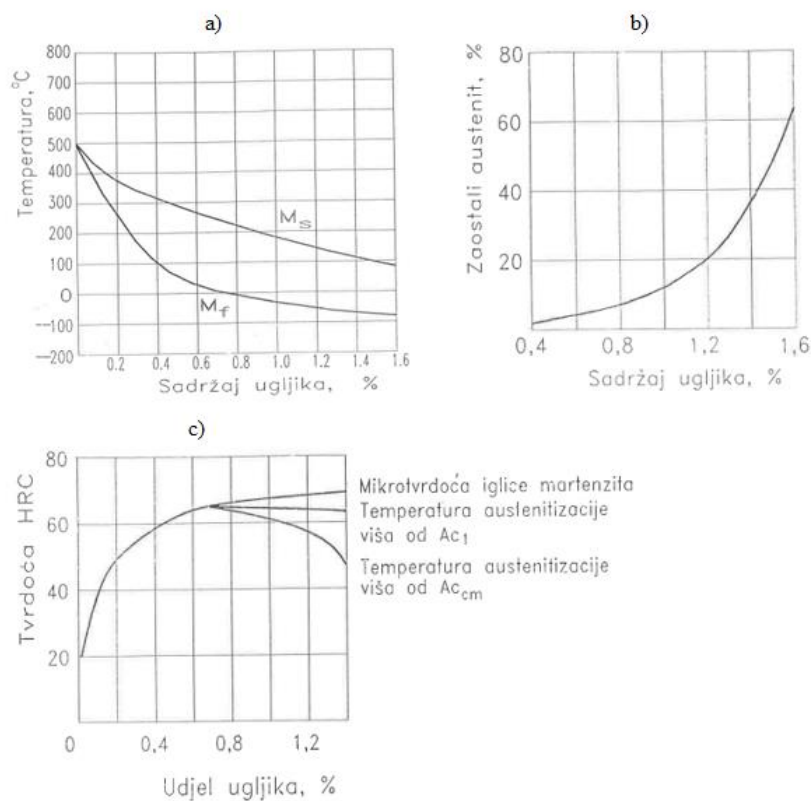 a)
Temperatura, °C
800
700
600
500
400
300
200
100
0
—100
—200
0.2 0.4 0.6 0.8 1.0 1.2 1.4 1.6
Sadržaj ugljika, %
Ms
Mf
b)
Zaostali austenit, %
80
60
40
20
0,4 0,8 1,2 1,6
Sadržaj ugljika, %
c)
Tvrdoća HRC
80
60
40
20
0 0,4 0,8 1,2
Udjel ugljika, %
Mikrotvrdoća iglice martenzita
Temperatura austenitizacije
viša od Ac1
Temperatura austenitizacije
viša od Accm